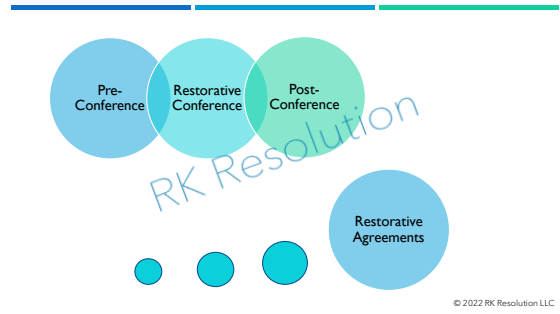 Pre-
Conference
Restorative
Conference
Post-
Conference
RK Resolution
Restorative
Agreements
© 2022 RK Resolution LLC